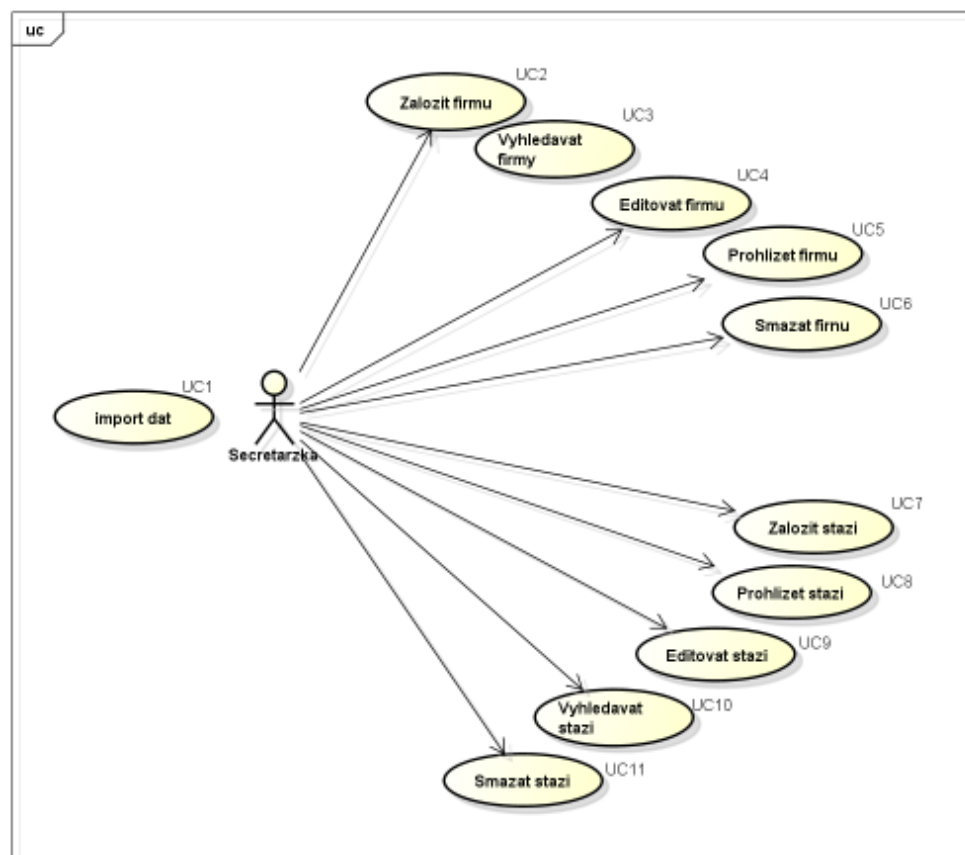 uc
UC2
Zalozit firmu
UC3
Vyhledavat
firmy
UC4
Editovat firmu
UC5
Prohlizet firmu
UC6
Smazat firnu
UC1
import dat
Secretarzka
UC7
Zalozit stazi
UC8
Prohlizet stazi
UC9
Editovat stazi
UC10
Vyhledavat
stazi
UC11
Smazat stazi